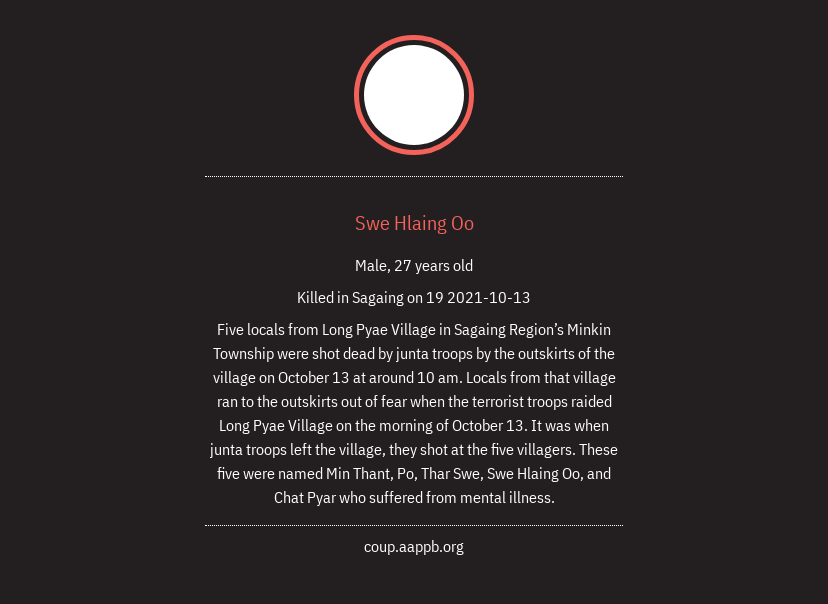 Swe Hlaing Oo
Male, 27 years old
Killed in Sagaing on 19 2021-10-13
Five locals from Long Pyae Village in Sagaing Region’s Minkin
Township were shot dead by junta troops by the outskirts of the
village on October 13 at around 10 am. Locals from that village
ran to the outskirts out of fear when the terrorist troops raided
Long Pyae Village on the morning of October 13. It was when
junta troops left the village, they shot at the five villagers. These
five were named Min Thant, Po, Thar Swe, Swe Hlaing Oo, and
Chat Pyar who suffered from mental illness.
coup.aappb.org